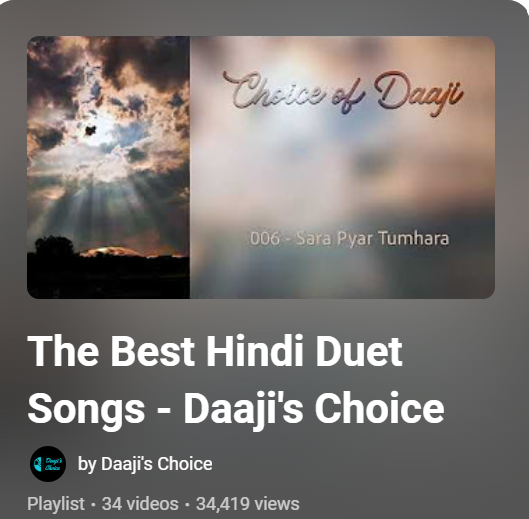 Choice of Daaji
006 - Sara Pyar Tumhara
The Best Hindi Duet
Songs - Daaji's Choice
Daaji's
Choice
by Daaji's Choice
Playlist • 34 videos • 34,419 views